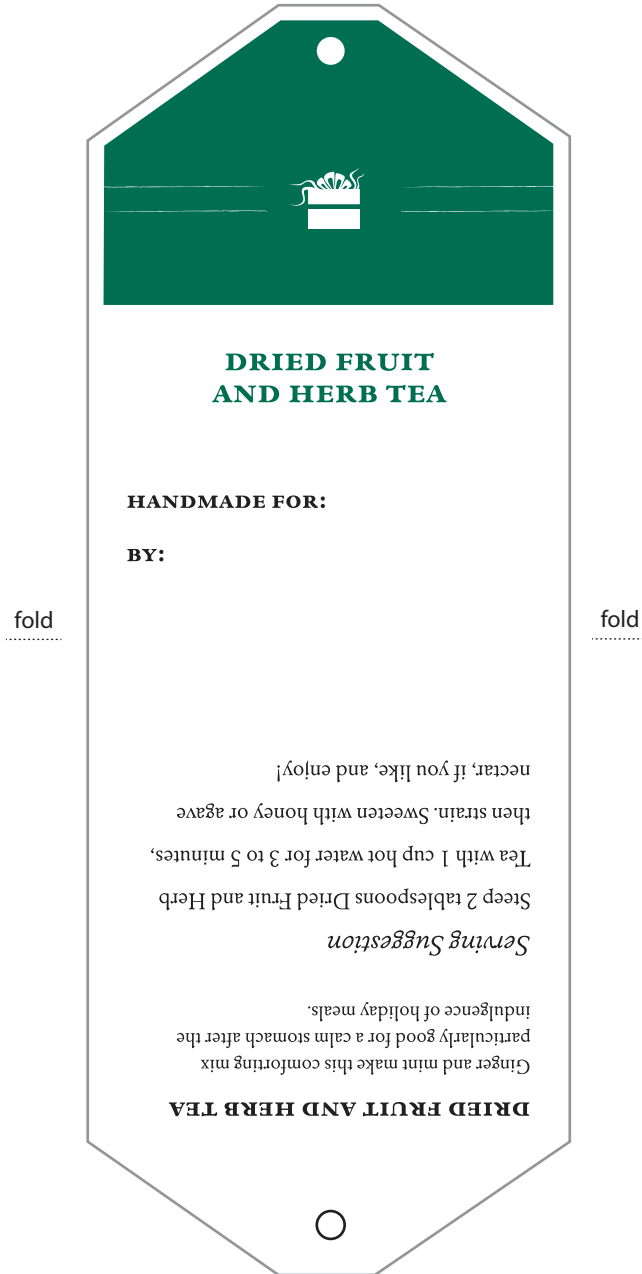 DRIED FRUIT
AND HERB TEA
HANDMADE FOR:
BY:
fold
fold
DRIED FRUIT AND HERB TEA
Ginger and mint make this comforting mix
particularly good for a calm stomach after the
indulgence of holiday meals.
Serving Suggestion
Steep 2 tablespoons Dried Fruit and Herb
Tea with 1 cup hot water for 3 to 5 minutes,
then strain. Sweeten with honey or agave
nectar, if you like, and enjoy!